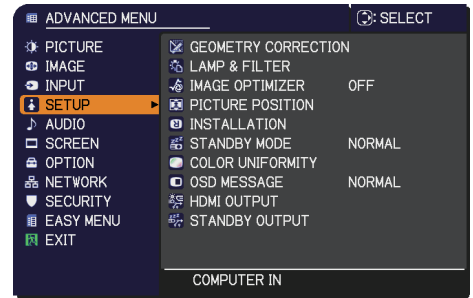 ADVANCED MENU : SELECT
PICTURE
IMAGE
INPUT
SETUP
AUDIO
SCREEN
OPTION
NETWORK
SECURITY
EASY MENU
EXIT
GEOMETRY CORRECTION
LAMP & FILTER
IMAGE OPTIMIZER OFF
PICTURE POSITION
INSTALLATION
STANDBY MODE NORMAL
COLOR UNIFORMITY
OSD MESSAGE NORMAL
HDMI OUTPUT
STANDBY OUTPUT
COMPUTER IN